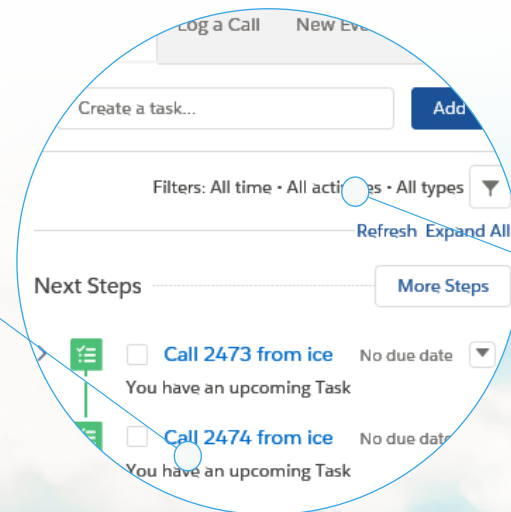 Log a Call New Eve
Create a task... Add
Filters: All time • All activities • All types
Refresh Expand All
Next Steps More Steps
Call 2473 from ice No due date
You have an upcoming Task
Call 2474 from ice No due date
You have an upcoming Task